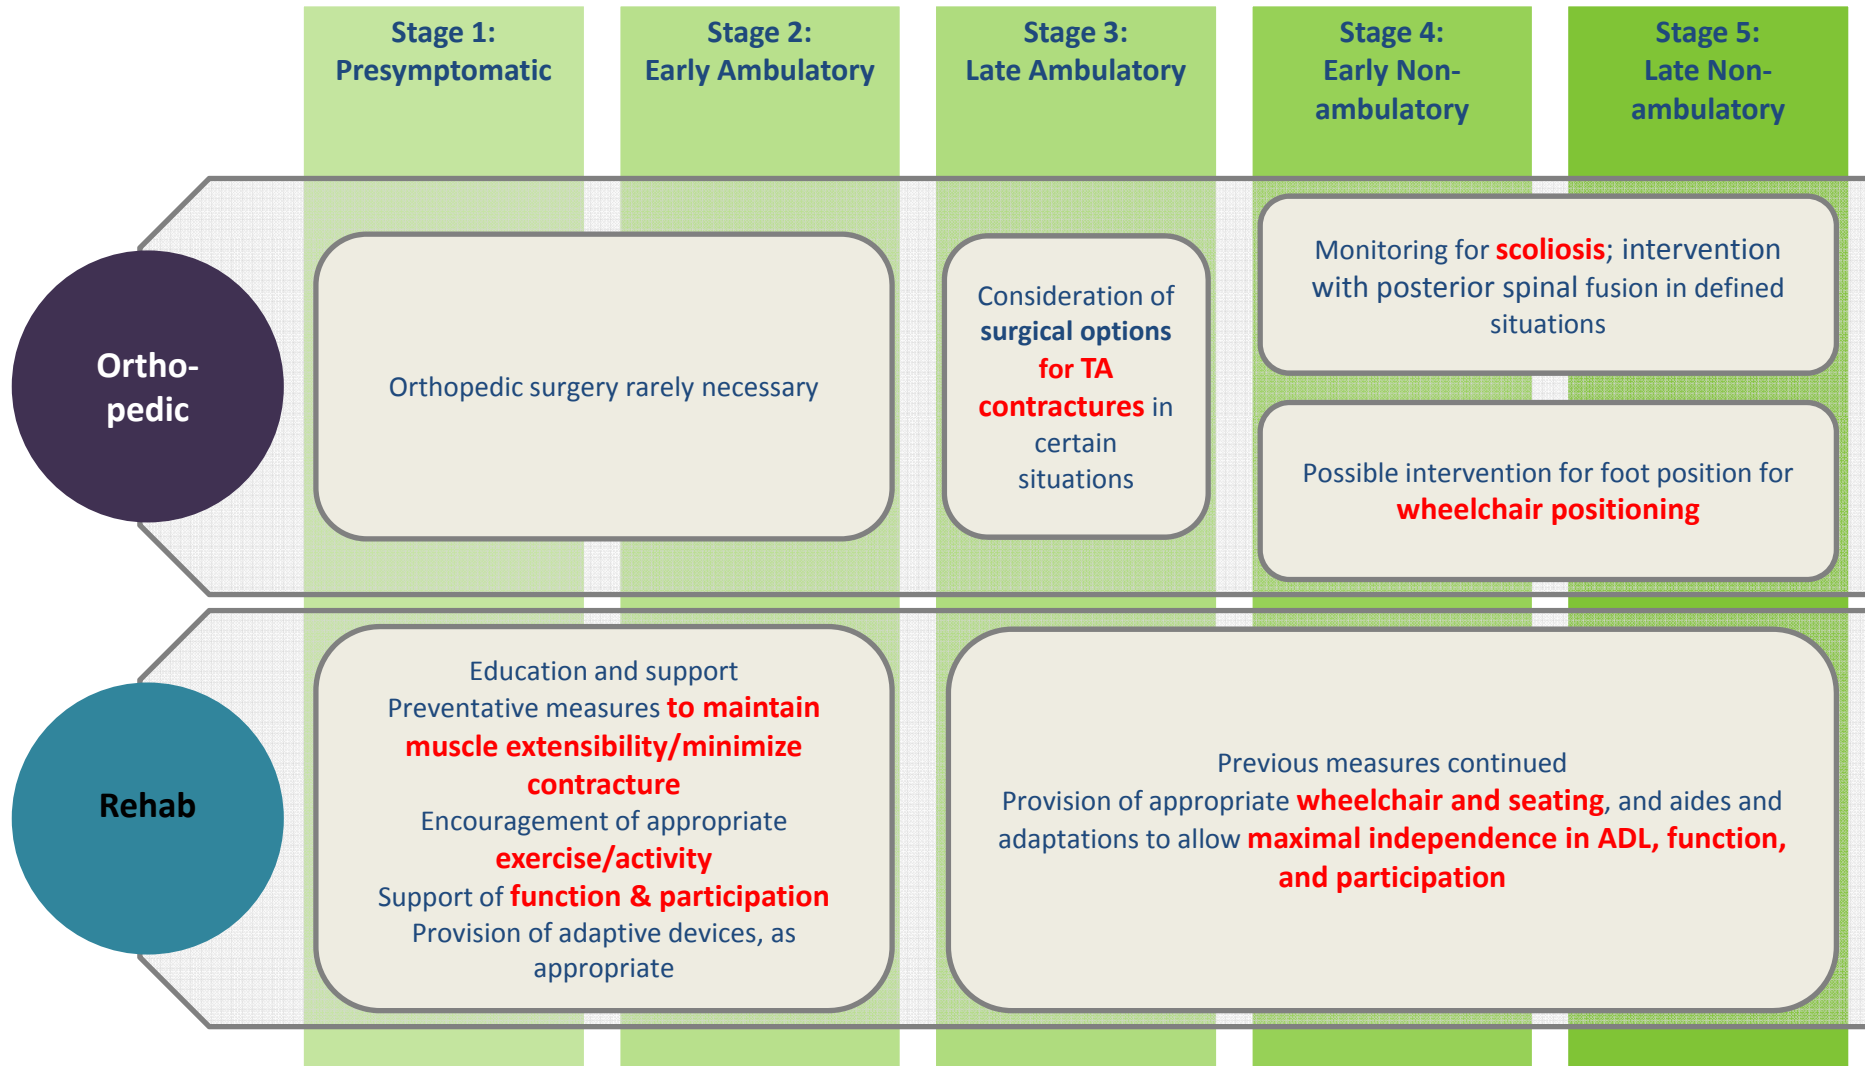 Stage 1:
Presymptomatic
Stage 2:
Early Ambulatory
Stage 3:
Late Ambulatory
Stage 4:
Early Non-
ambulatory
Stage 5:
Late Non-
ambulatory
Ortho-
pedic
Orthopedic surgery rarely necessary
Consideration of
surgical options
for TA
contractures in
certain
situations
Monitoring for scoliosis; intervention
with posterior spinal fusion in defined
situations
Possible intervention for foot position for
wheelchair positioning
Rehab
Education and support
Preventative measures to maintain
muscle extensibility/minimize
contracture
Encouragement of appropriate
exercise/activity
Support of function & participation
Provision of adaptive devices, as
appropriate
Previous measures continued
Provision of appropriate wheelchair and seating, and aides and
adaptations to allow maximal independence in ADL, function,
and participation